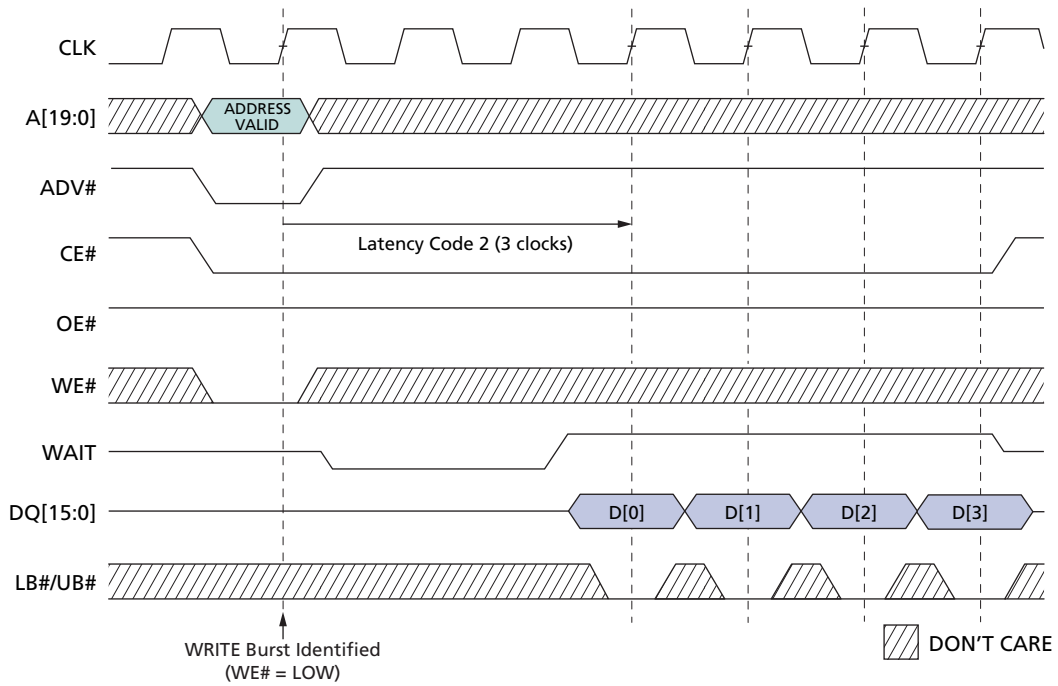 CLK
A[19:0]
ADDRESS
VALID
ADV#
Latency Code 2 (3 clocks)
CE#
OE#
WE#
WAIT
DQ[15:0]
D[0]
D[1]
D[2]
D[3]
LB#/UB#
WRITE Burst Identified
(WE# = LOW)
DON'T CARE